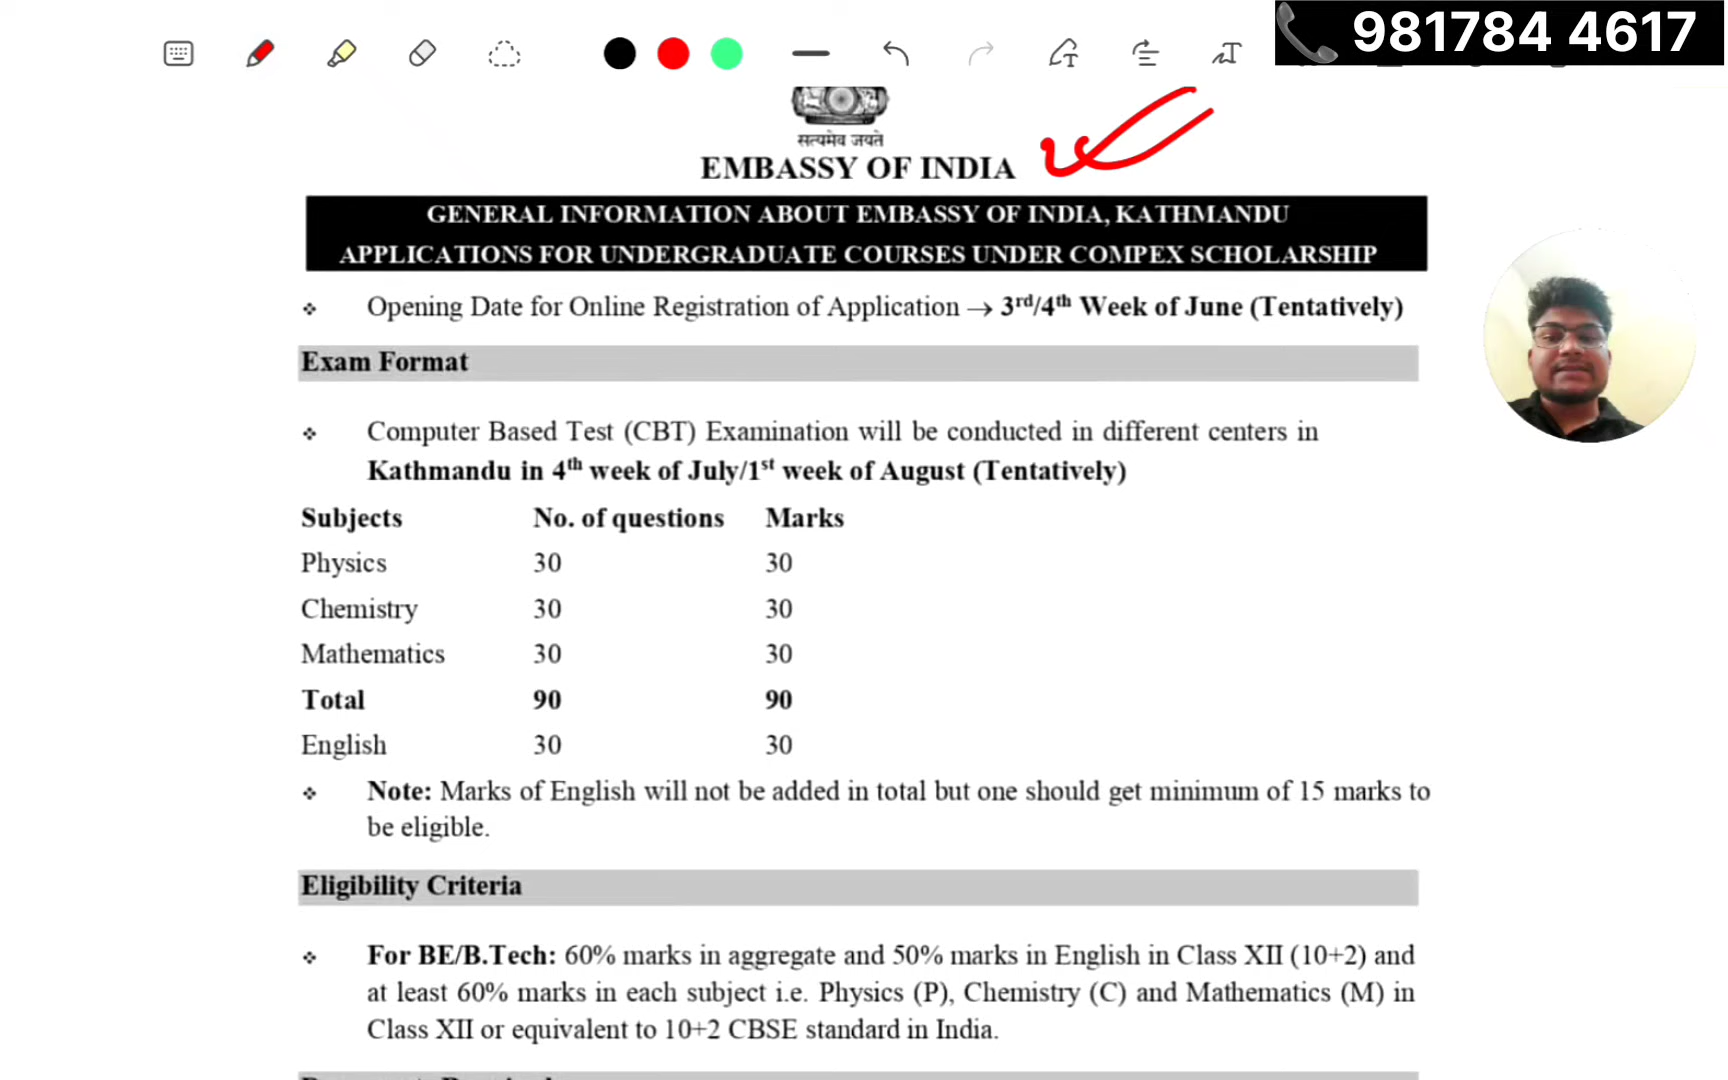 981784 4617
सत्यमेव जयते
EMBASSY OF INDIA
GENERAL INFORMATION ABOUT EMBASSY OF INDIA, KATHMANDU
APPLICATIONS FOR UNDERGRADUATE COURSES UNDER COMPEX SCHOLARSHIP
❖ Opening Date for Online Registration of Application → 3rd/4th Week of June (Tentatively)
Exam Format
❖ Computer Based Test (CBT) Examination will be conducted in different centers in
Kathmandu in 4th week of July/1st week of August (Tentatively)
Subjects No. of questions Marks
Physics 30 30
Chemistry 30 30
Mathematics 30 30
Total 90 90
English 30 30
❖ Note: Marks of English will not be added in total but one should get minimum of 15 marks to
be eligible.
Eligibility Criteria
❖ For BE/B.Tech: 60% marks in aggregate and 50% marks in English in Class XII (10+2) and
at least 60% marks in each subject i.e. Physics (P), Chemistry (C) and Mathematics (M) in
Class XII or equivalent to 10+2 CBSE standard in India.